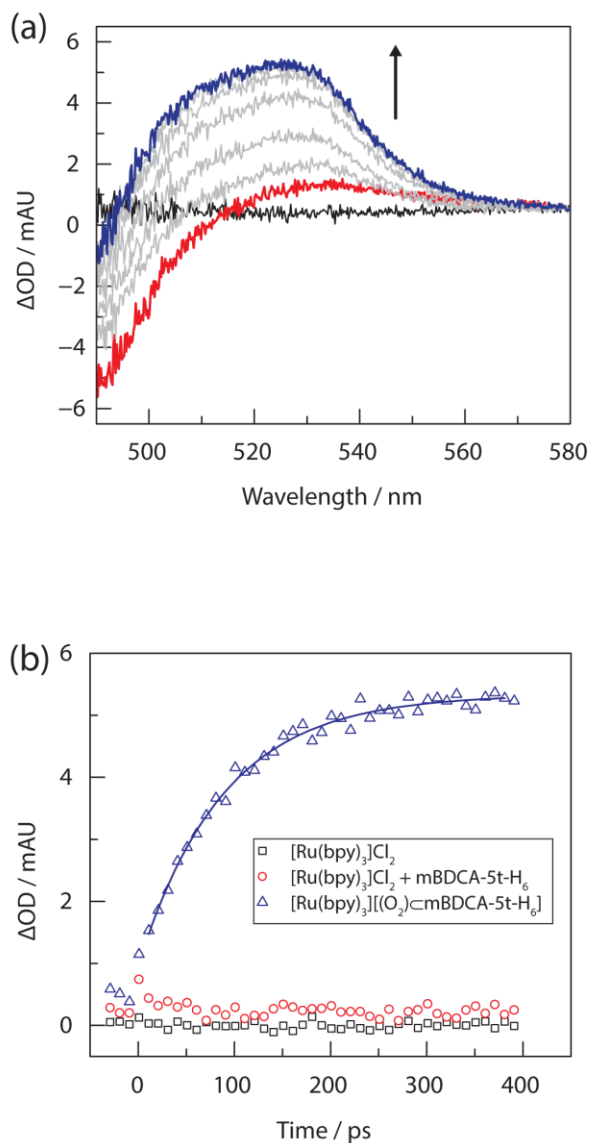 (a)
6
4
2
0
−2
−4
−6
ΔOD / mAU
500 520 540 560 580
Wavelength / nm
(b)
6
4
2
0
ΔOD / mAU
[Ru(bpy)₃]Cl₂
[Ru(bpy)₃]Cl₂ + mBDCA-5t-H₆
[Ru(bpy)₃][(O₂)⊂mBDCA-5t-H₆]
0 100 200 300 400
Time / ps